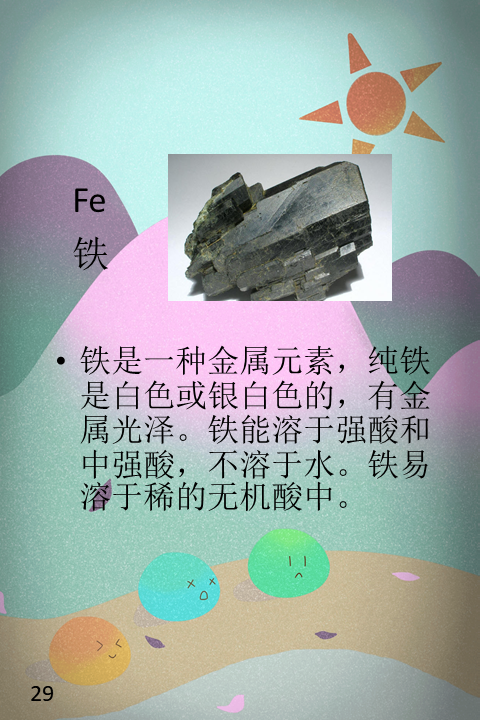 Fe
铁
• 铁是一种金属元素，纯铁
是白色或银白色的，有金
属光泽。铁能溶于强酸和
中强酸，不溶于水。铁易
溶于稀的无机酸中。
29